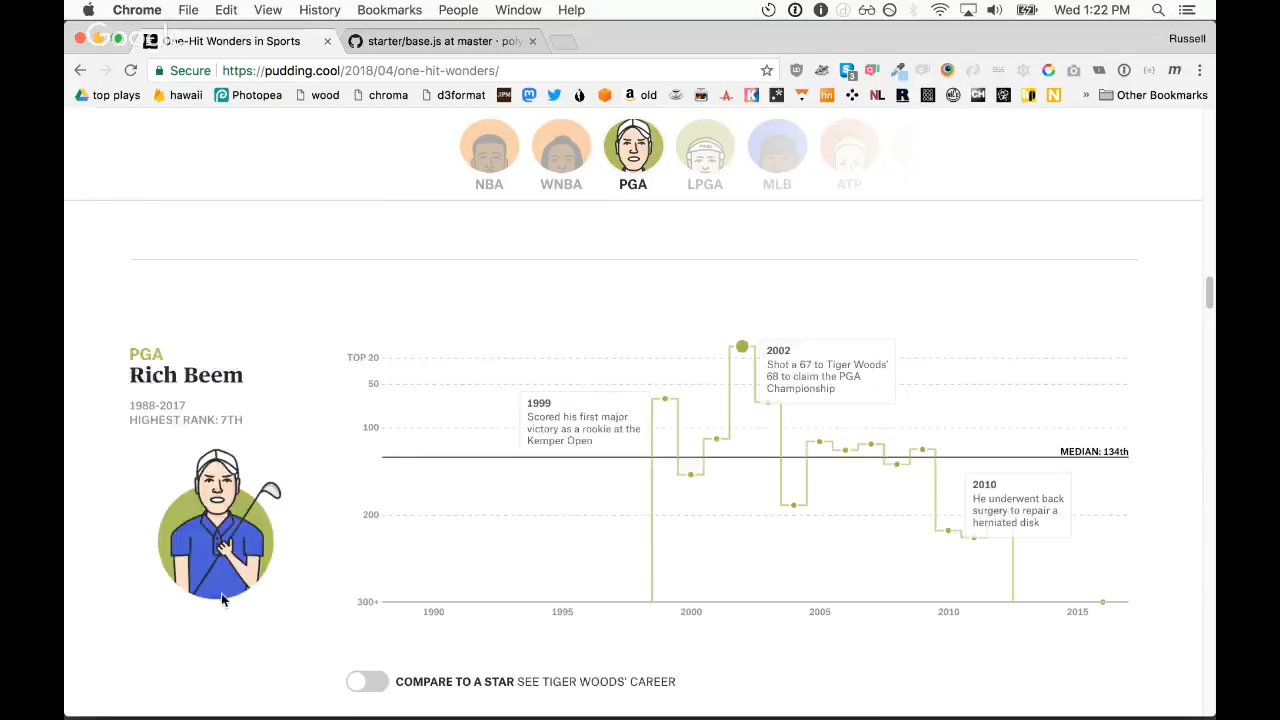 Chrome File Edit View History Bookmarks People Window Help Wed 1:22 PM
One-Hit Wonders in Sports × starter/base.js at master · poly × Russell
Secure https://pudding.cool/2018/04/one-hit-wonders/
top plays hawaii Photopea wood chroma d3format old » Other Bookmarks
NBA WNBA PGA LPGA MLB ATP
PGA
Rich Beem
1988-2017
HIGHEST RANK: 7TH
TOP 20
50
100
200
300+
1999
Scored his first major
victory as a rookie at the
Kemper Open
2002
Shot a 67 to Tiger Woods'
68 to claim the PGA
Championship
MEDIAN: 134th
2010
He underwent back
surgery to repair a
herniated disk
1990 1995 2000 2005 2010 2015
COMPARE TO A STAR SEE TIGER WOODS' CAREER